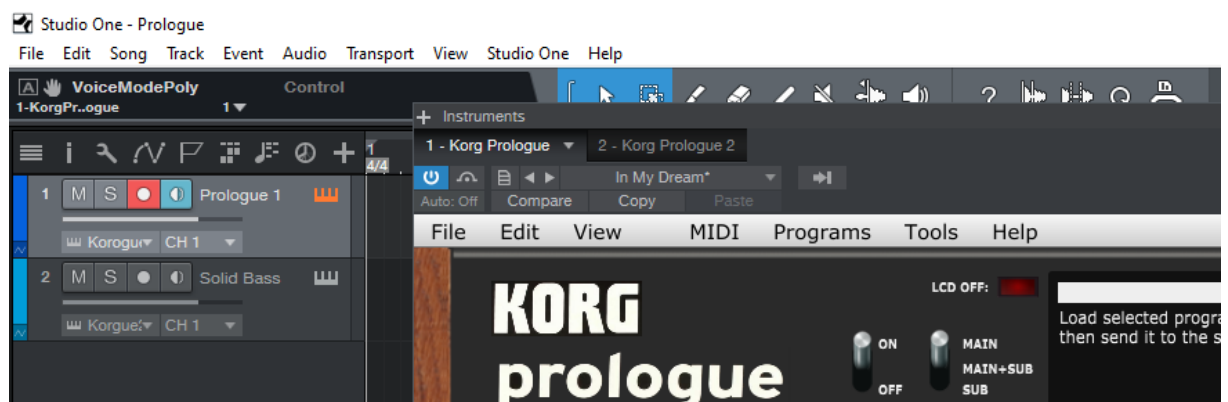 Studio One - Prologue
File Edit Song Track Event Audio Transport View Studio One Help
A VoiceModePoly Control
1-KorgPr..ogue 1
Instruments
1 - Korg Prologue 2 - Korg Prologue 2
1
4/4
In My Dream*
Auto: Off Compare Copy Paste
1 M S Prologue 1
CH 1
File Edit View MIDI Programs Tools Help
2 M S Solid Bass
CH 1
LCD OFF:
KORG
prologue
ON
OFF
MAIN
MAIN+SUB
SUB
Load selected progra
then send it to the s